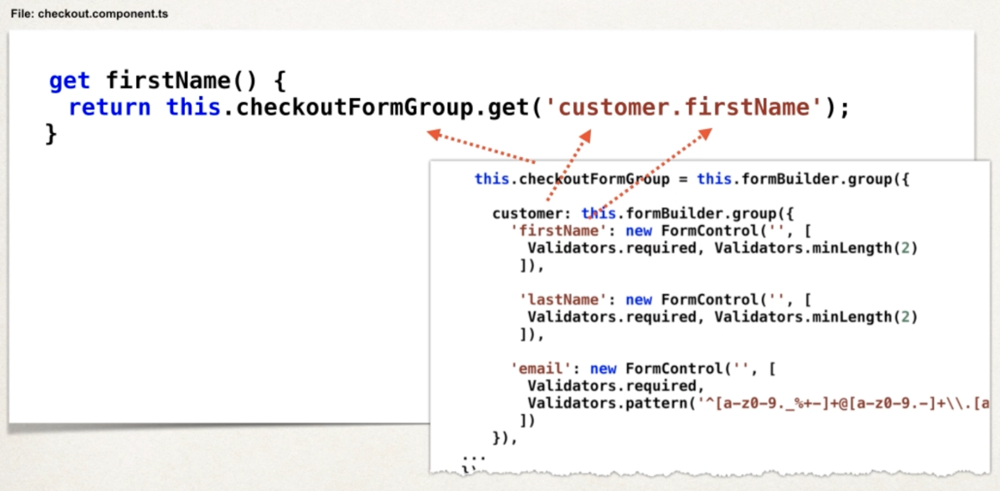 File: checkout.component.ts
get firstName() {
return this.checkoutFormGroup.get('customer.firstName');
}
this.checkoutFormGroup = this.formBuilder.group({
customer: this.formBuilder.group({
'firstName': new FormControl('', [
Validators.required, Validators.minLength(2)
]),
'lastName': new FormControl('', [
Validators.required, Validators.minLength(2)
]),
'email': new FormControl('', [
Validators.required,
Validators.pattern('^[a-z0-9._%+-]+@[a-z0-9.-]+\\.[a
])
}),
...